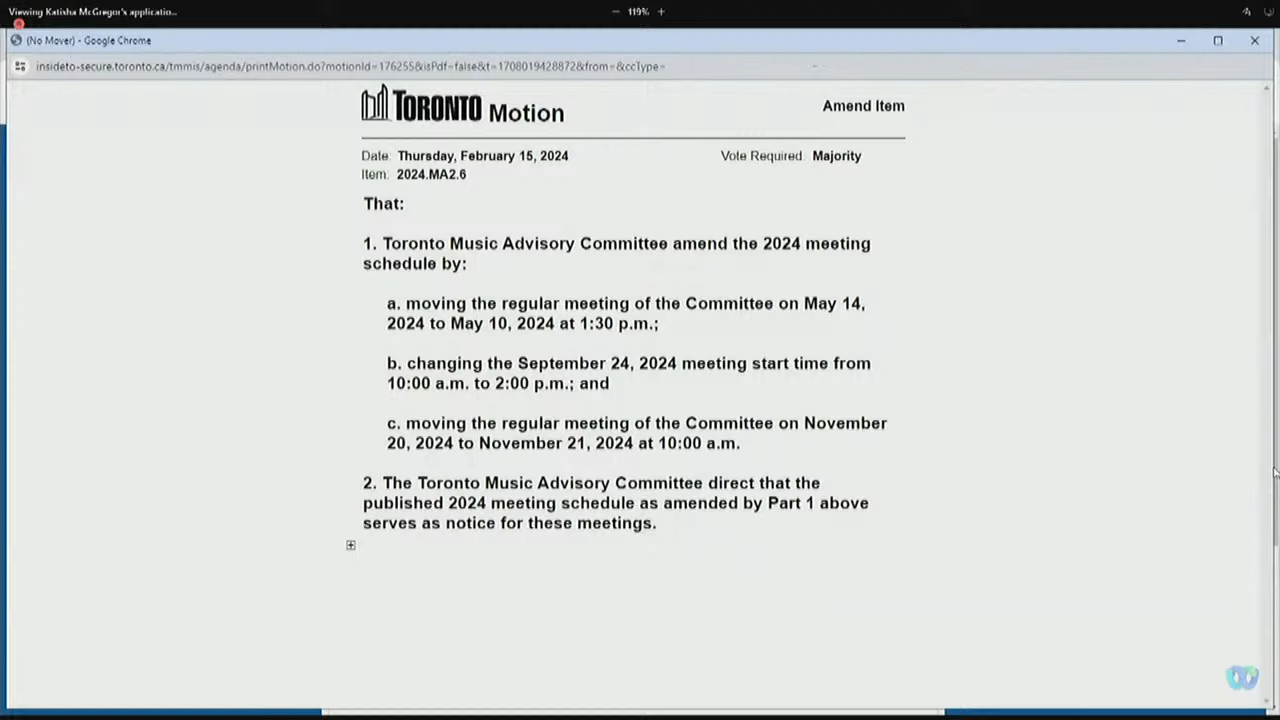 Viewing Katisha McGregor's applicatio...
119%
(No Mover) - Google Chrome
insideto-secure.toronto.ca/tmmis/agenda/printMotion.do?motionId=176255&isPdf=false&t=1708019428872&from=&ccType=
TORONTO Motion
Amend Item
Date: Thursday, February 15, 2024
Vote Required: Majority
Item: 2024.MA2.6
That:
1. Toronto Music Advisory Committee amend the 2024 meeting
schedule by:
a. moving the regular meeting of the Committee on May 14,
2024 to May 10, 2024 at 1:30 p.m.;
b. changing the September 24, 2024 meeting start time from
10:00 a.m. to 2:00 p.m.; and
c. moving the regular meeting of the Committee on November
20, 2024 to November 21, 2024 at 10:00 a.m.
2. The Toronto Music Advisory Committee direct that the
published 2024 meeting schedule as amended by Part 1 above
serves as notice for these meetings.